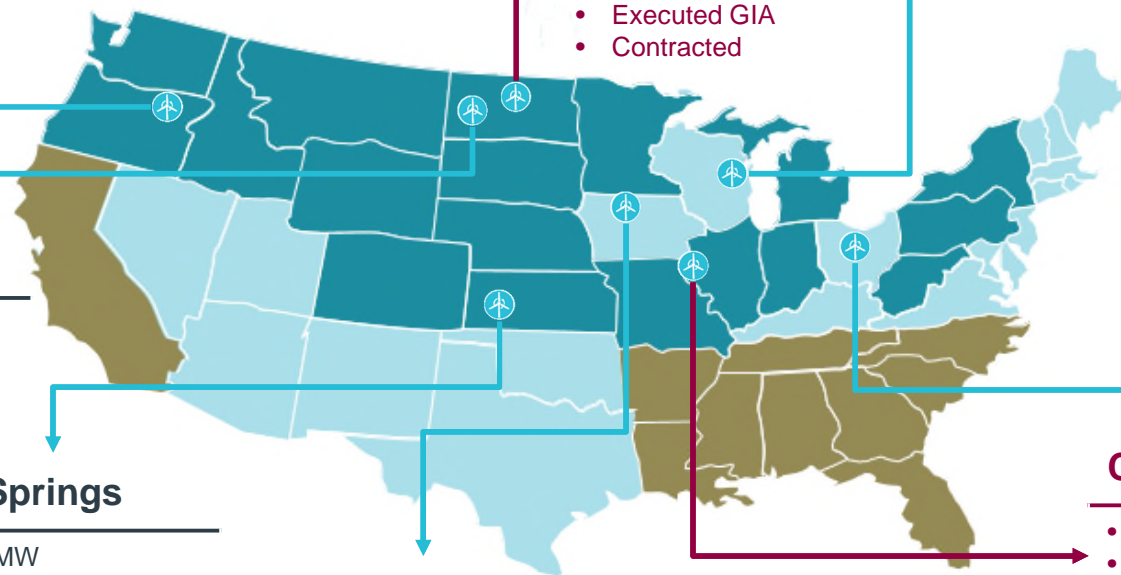 • Executed GIA
• Contracted
Springs
MW
•
•